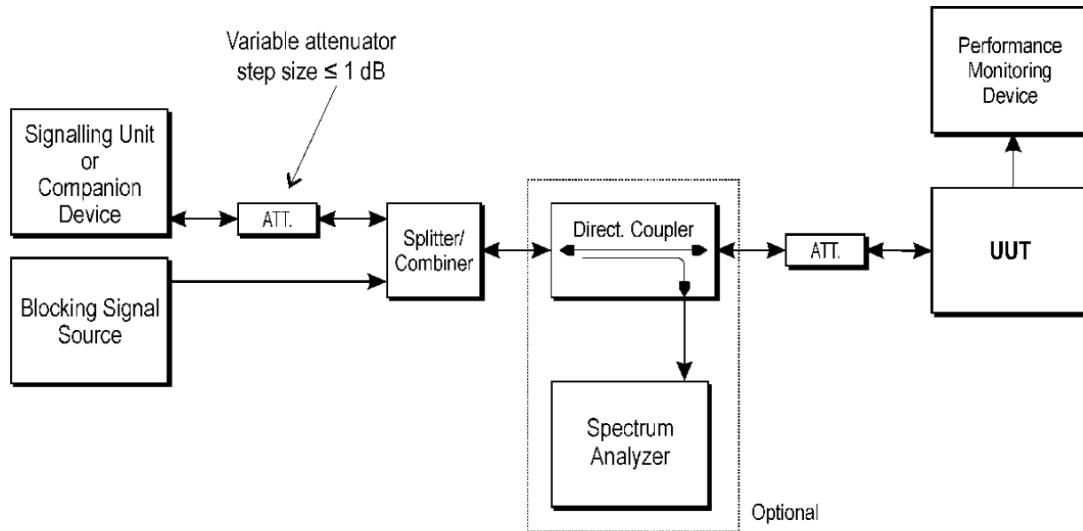 Variable attenuator
step size ≤ 1 dB
Performance
Monitoring
Device
Signalling Unit
or
Companion
Device
ATT.
Splitter/
Combiner
Direct. Coupler
ATT.
UUT
Blocking Signal
Source
Spectrum
Analyzer
Optional